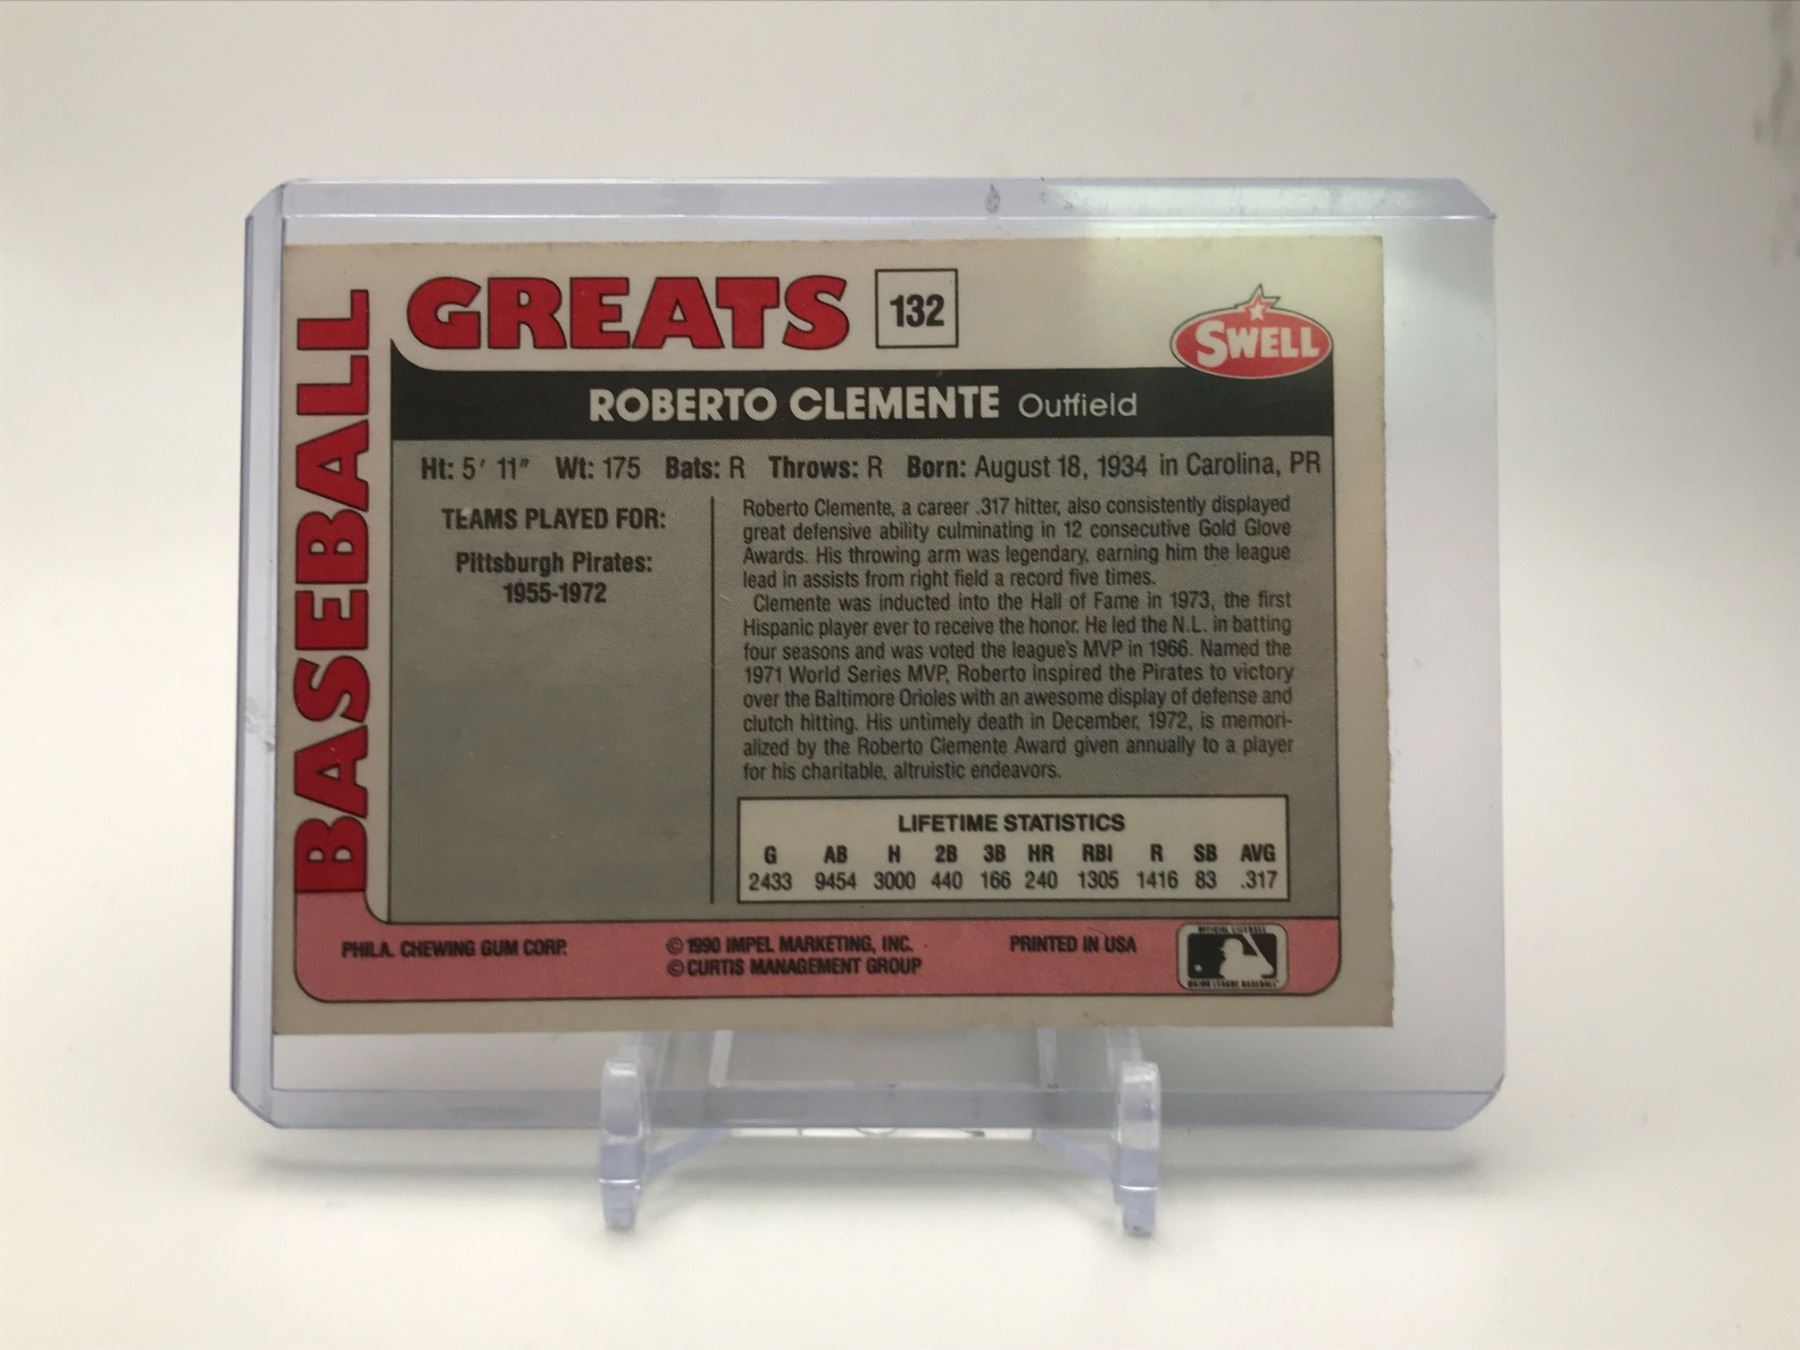 BASEBALL
GREATS
132
SWELL
ROBERTO CLEMENTE Outfield
Ht: 5' 11" Wt: 175 Bats: R Throws: R Born: August 18, 1934 in Carolina, PR
TEAMS PLAYED FOR:
Pittsburgh Pirates:
1955-1972
Roberto Clemente, a career .317 hitter, also consistently displayed
great defensive ability culminating in 12 consecutive Gold Glove
Awards. His throwing arm was legendary, earning him the league
lead in assists from right field a record five times.
Clemente was inducted into the Hall of Fame in 1973, the first
Hispanic player ever to receive the honor. He led the N.L. in batting
four seasons and was voted the league's MVP in 1966. Named the
1971 World Series MVP, Roberto inspired the Pirates to victory
over the Baltimore Orioles with an awesome display of defense and
clutch hitting. His untimely death in December, 1972, is memori-
alized by the Roberto Clemente Award given annually to a player
for his charitable, altruistic endeavors.
LIFETIME STATISTICS
G AB H 2B 3B HR RBI R SB AVG
2433 9454 3000 440 166 240 1305 1416 83 .317
PHILA. CHEWING GUM CORP.
© 1990 IMPEL MARKETING, INC.
© CURTIS MANAGEMENT GROUP
PRINTED IN USA
MAJOR LEAGUE BASEBALL